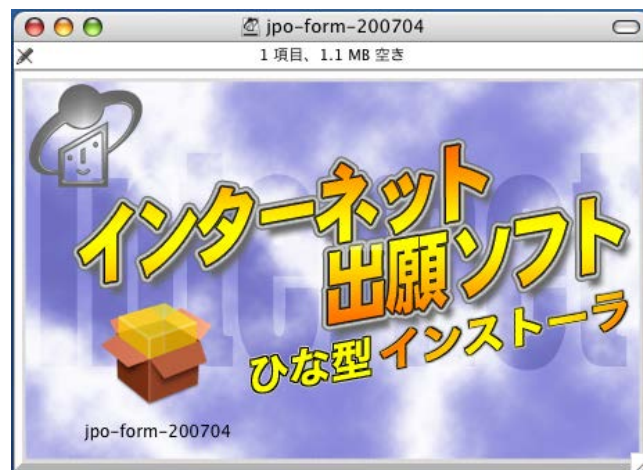 jpo-form-200704
1 項目、1.1 MB 空き
Internet
インターネット
出願ソフト
ひな型 インストーラ
jpo-form-200704